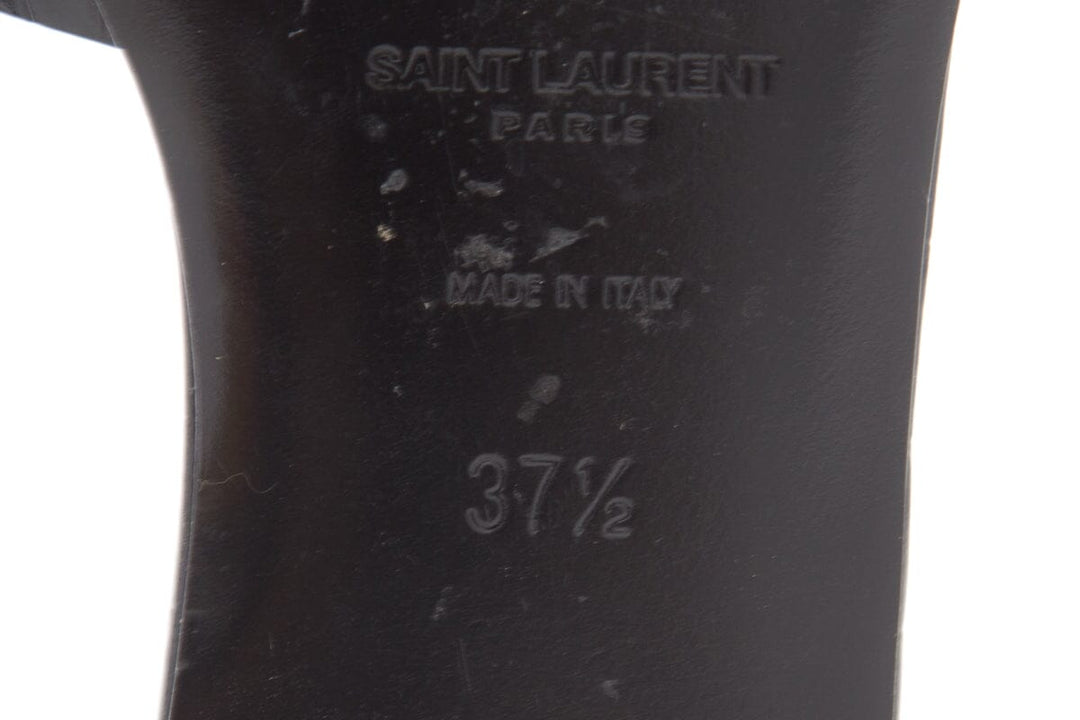 SAINT LAURENT
PARIS
MADE IN ITALY
37½